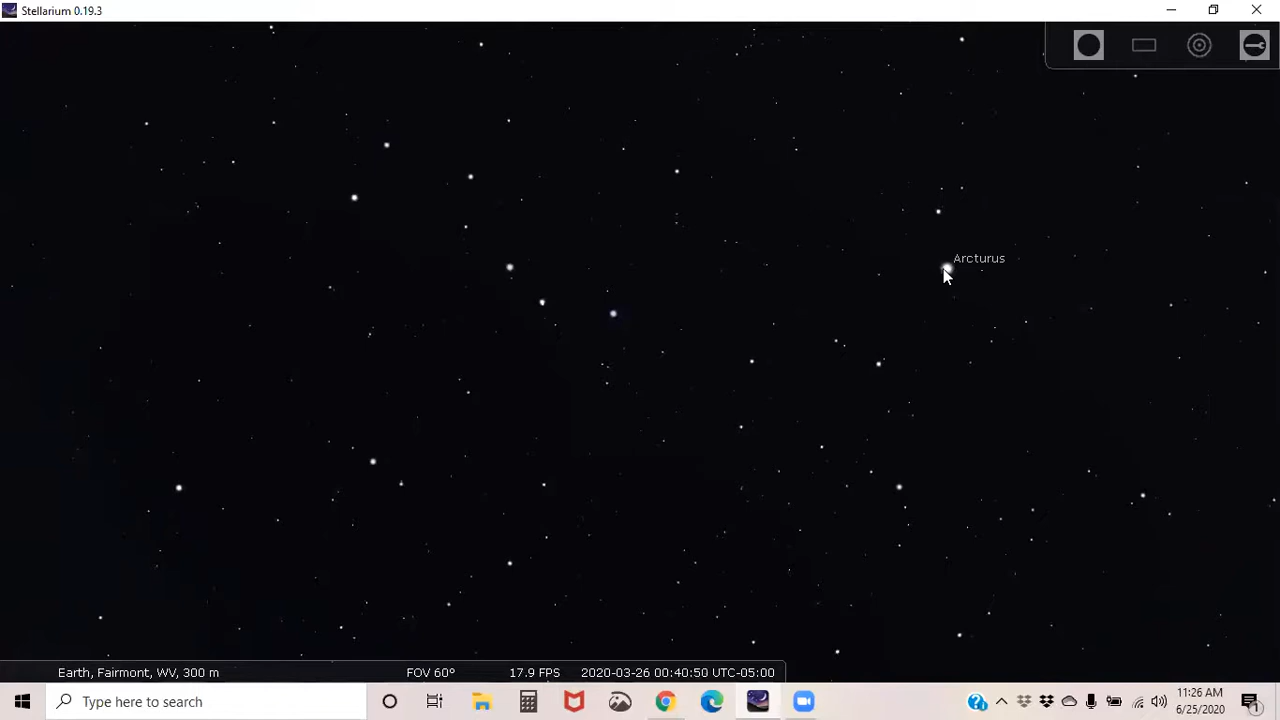 Stellarium 0.19.3
Arcturus
Earth, Fairmont, WV, 300 m FOV 60° 17.9 FPS 2020-03-26 00:40:50 UTC-05:00
Type here to search
11:26 AM
6/25/2020
1